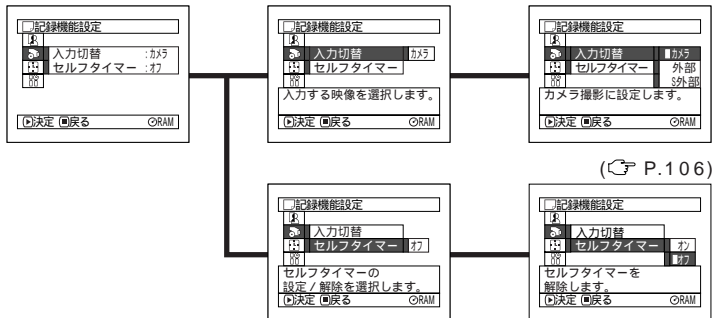 記録機能設定
入力切替 :カメラ
セルフタイマー :オフ
決定 戻る RAM
記録機能設定
入力切替 カメラ
セルフタイマー
入力する映像を選択します。
決定 戻る RAM
記録機能設定
入力切替 カメラ
セルフタイマー 外部
S外部
カメラ撮影に設定します。
決定 戻る RAM
(P.106)
記録機能設定
入力切替
セルフタイマー オフ
セルフタイマーの
設定/解除を選択します。
決定 戻る RAM
記録機能設定
入力切替
セルフタイマー オン
オフ
セルフタイマーを
解除します。
決定 戻る RAM